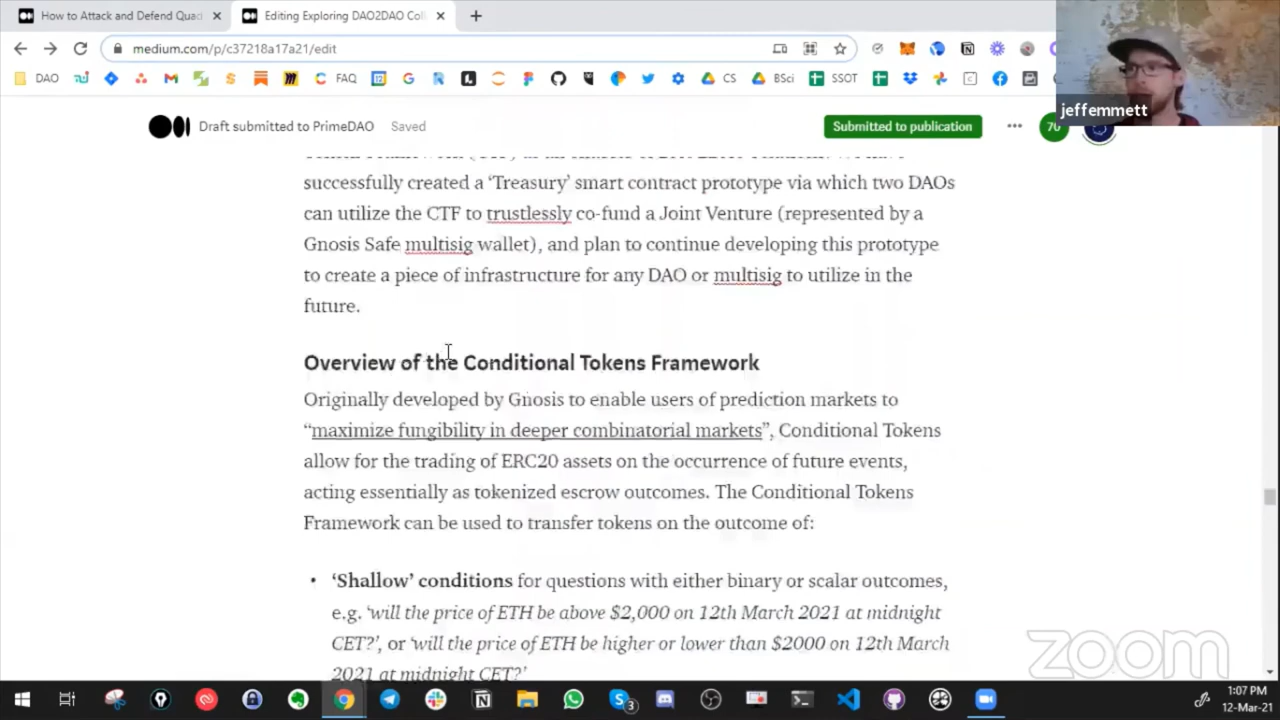 How to Attack and Defend Quad
Editing Exploring DAO2DAO Coll
medium.com/p/c37218a17a21/edit
DAO
FAQ
CS
BSci
SSOT
jeffemmett
Draft submitted to PrimeDAO
Saved
Submitted to publication
successfully created a ‘Treasury’ smart contract prototype via which two DAOs
can utilize the CTF to trustlessly co-fund a Joint Venture (represented by a
Gnosis Safe multisig wallet), and plan to continue developing this prototype
to create a piece of infrastructure for any DAO or multisig to utilize in the
future.
Overview of the Conditional Tokens Framework
Originally developed by Gnosis to enable users of prediction markets to
“maximize fungibility in deeper combinatorial markets”, Conditional Tokens
allow for the trading of ERC20 assets on the occurrence of future events,
acting essentially as tokenized escrow outcomes. The Conditional Tokens
Framework can be used to transfer tokens on the outcome of:
• ‘Shallow’ conditions for questions with either binary or scalar outcomes,
e.g. ‘will the price of ETH be above $2,000 on 12th March 2021 at midnight
CET?’, or ‘will the price of ETH be higher or lower than $2000 on 12th March
2021 at midnight CET?’
zoom
1:07 PM
12-Mar-21